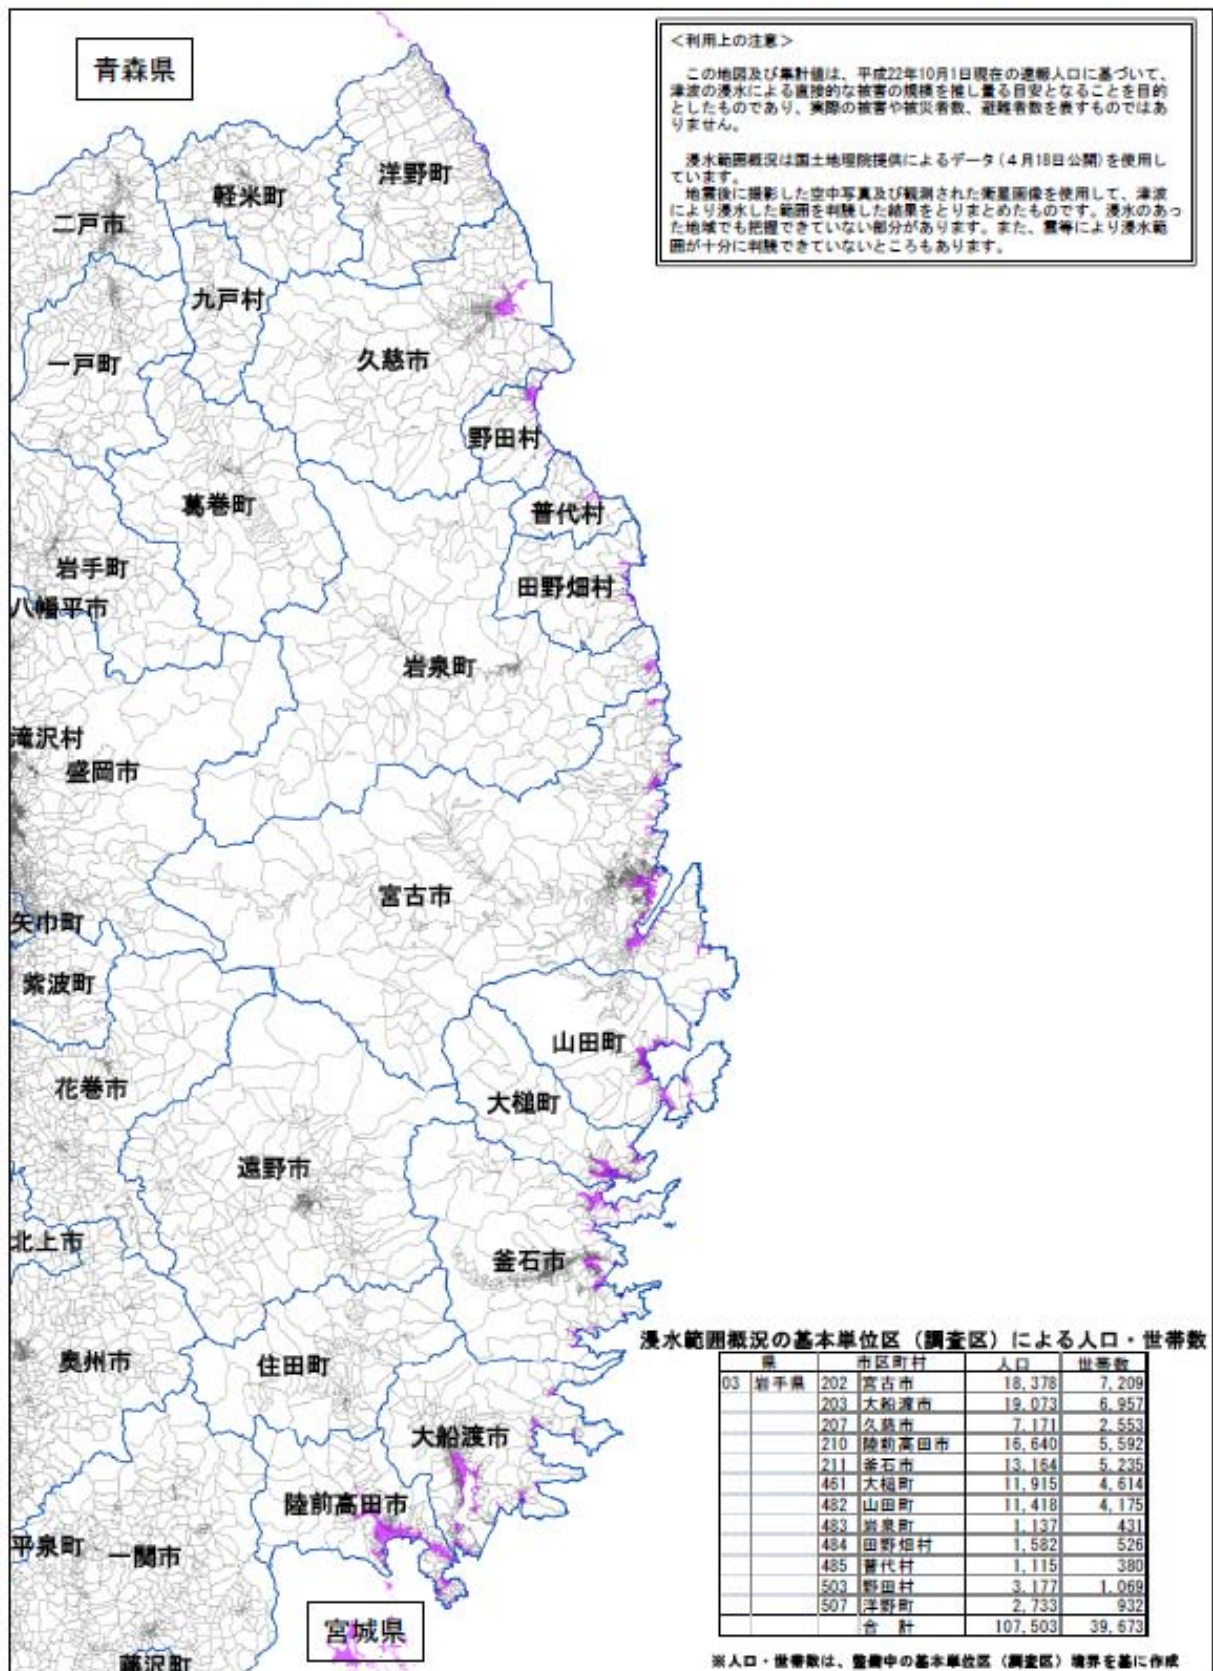 青森県
<利用上の注意>
この地図及び集計値は、平成22年10月1日現在の速報人口に基づいて、
津波の浸水による直接的な被害の規模を推し量る目安となることを目的
としたものであり、実際の被害や被災者数、避難者数を表すものではあ
りません。
浸水範囲概況は国土地理院提供によるデータ(4月18日公開)を使用し
ています。
地震後に撮影した空中写真及び観測された衛星画像を使用して、津波
により浸水した範囲を判読した結果をとりまとめたものです。浸水のあっ
た地域でも把握できていない部分があります。また、雲等により浸水範
囲が十分に判読できていないところもあります。
洋野町
軽米町
二戸市
九戸村
一戸町
久慈市
野田村
葛巻町
普代村
岩手町
田野畑村
八幡平市
岩泉町
滝沢村
盛岡市
宮古市
矢巾町
紫波町
山田町
花巻市
大槌町
遠野市
北上市
釜石市
奥州市
住田町
大船渡市
陸前高田市
平泉町
一関市
宮城県
藤沢町
浸水範囲概況の基本単位区(調査区)による人口・世帯数
県 市区町村 人口 世帯数
03 岩手県 202 宮古市 18,378 7,209
203 大船渡市 19,073 6,957
207 久慈市 7,171 2,553
210 陸前高田市 16,640 5,592
211 釜石市 13,164 5,235
461 大槌町 11,915 4,614
482 山田町 11,418 4,175
483 岩泉町 1,137 431
484 田野畑村 1,582 526
485 普代村 1,115 380
503 野田村 3,177 1,069
507 洋野町 2,733 932
合 計 107,503 39,673
※人口・世帯数は、整備中の基本単位区(調査区)境界を基に作成